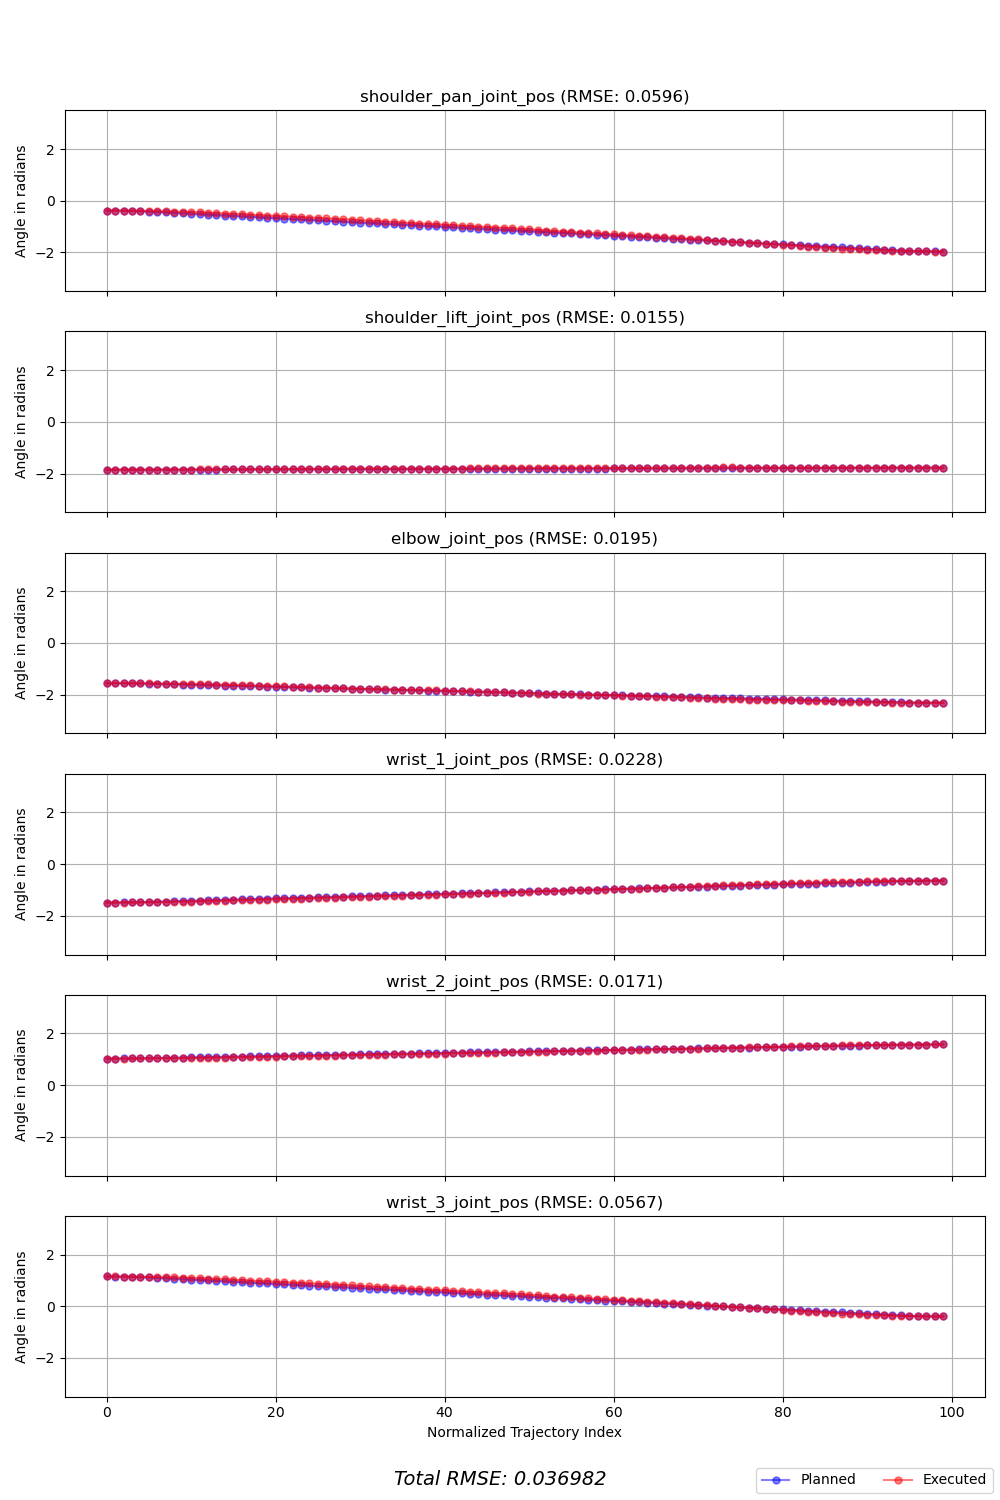 shoulder_pan_joint_pos (RMSE: 0.0596)
Angle in radians
2
0
−2
shoulder_lift_joint_pos (RMSE: 0.0155)
Angle in radians
2
0
−2
elbow_joint_pos (RMSE: 0.0195)
Angle in radians
2
0
−2
wrist_1_joint_pos (RMSE: 0.0228)
Angle in radians
2
0
−2
wrist_2_joint_pos (RMSE: 0.0171)
Angle in radians
2
0
−2
wrist_3_joint_pos (RMSE: 0.0567)
Angle in radians
2
0
−2
0 20 40 60 80 100
Normalized Trajectory Index
Total RMSE: 0.036982
Planned Executed